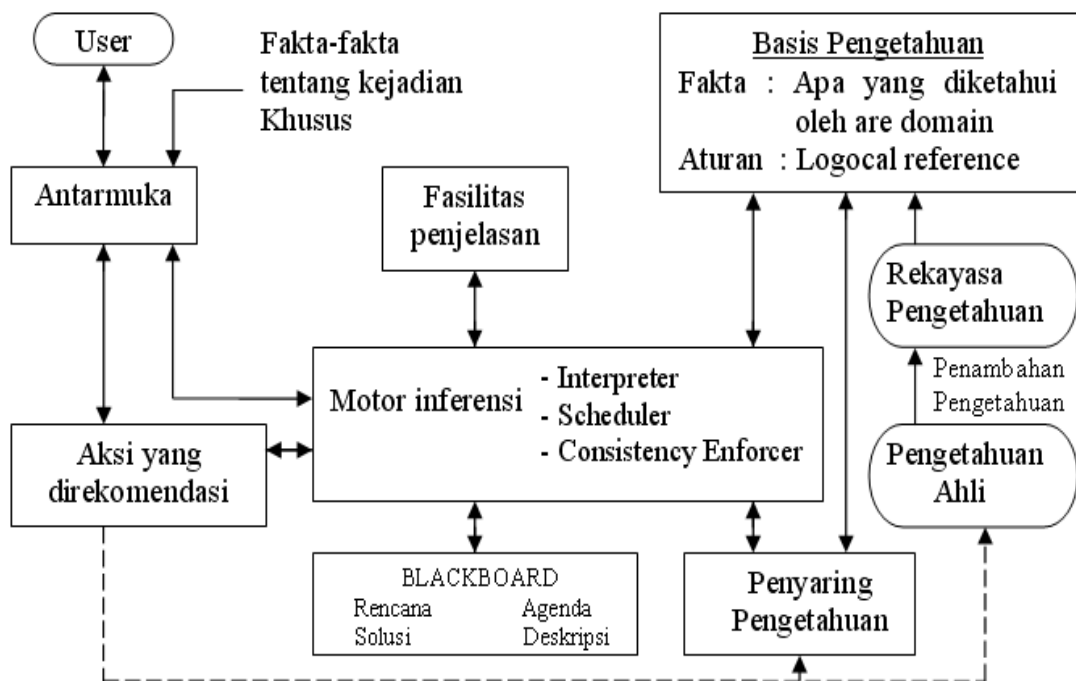 User
Fakta-fakta
tentang kejadian
Khusus
Basis Pengetahuan
Fakta : Apa yang diketahui
oleh are domain
Aturan : Logocal reference
Antarmuka
Fasilitas
penjelasan
Rekayasa
Pengetahuan
Motor inferensi
- Interpreter
- Scheduler
- Consistency Enforcer
Penambahan
Pengetahuan
Aksi yang
direkomendasi
Pengetahuan
Ahli
BLACKBOARD
Rencana Agenda
Solusi Deskripsi
Penyaring
Pengetahuan